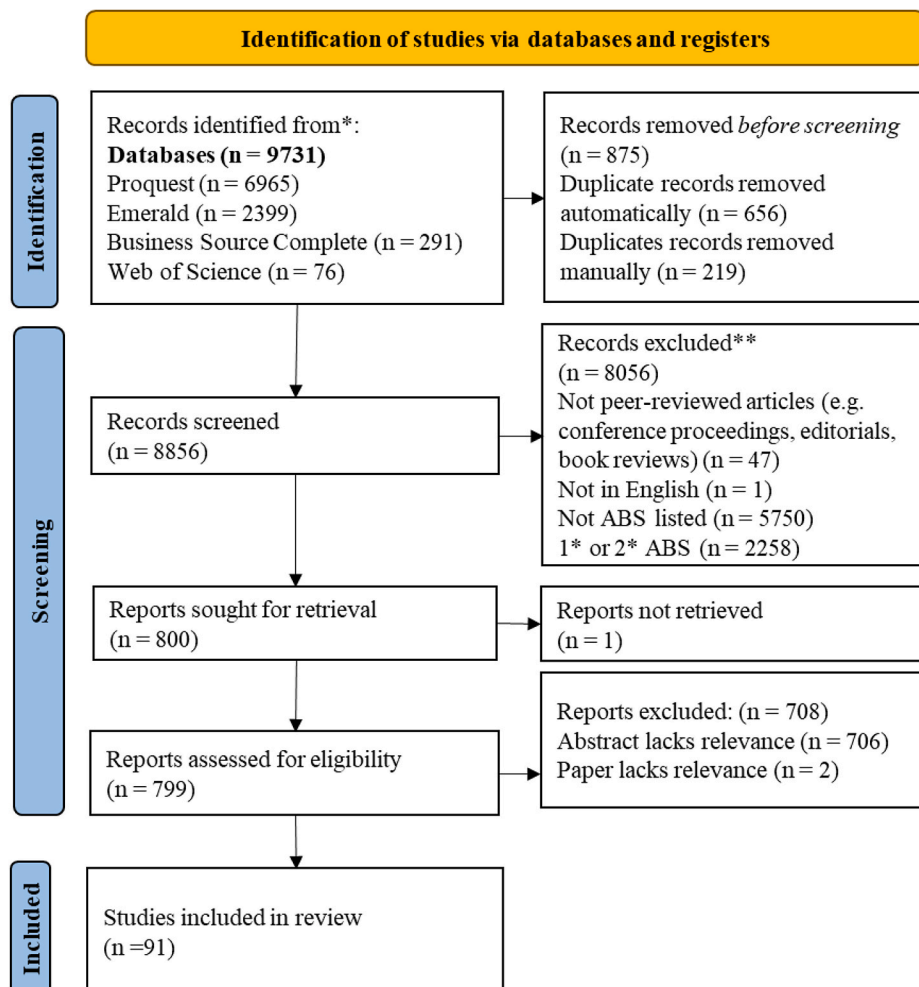 Identification of studies via databases and registers
Identification
Records identified from*:
Databases (n = 9731)
Proquest (n = 6965)
Emerald (n = 2399)
Business Source Complete (n = 291)
Web of Science (n = 76)
Records removed before screening
(n = 875)
Duplicate records removed
automatically (n = 656)
Duplicates records removed
manually (n = 219)
Screening
Records screened
(n = 8856)
Records excluded**
(n = 8056)
Not peer-reviewed articles (e.g.
conference proceedings, editorials,
book reviews) (n = 47)
Not in English (n = 1)
Not ABS listed (n = 5750)
1* or 2* ABS (n = 2258)
Reports sought for retrieval
(n = 800)
Reports not retrieved
(n = 1)
Reports assessed for eligibility
(n = 799)
Reports excluded: (n = 708)
Abstract lacks relevance (n = 706)
Paper lacks relevance (n = 2)
Included
Studies included in review
(n =91)